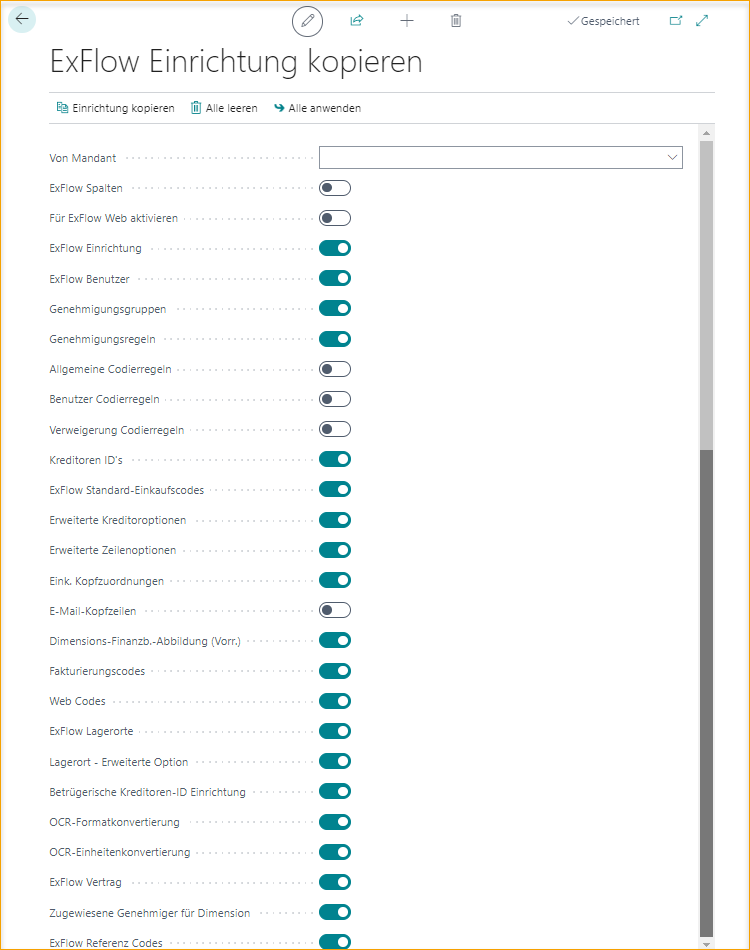 Gespeichert
ExFlow Einrichtung kopieren
Einrichtung kopieren Alle leeren Alle anwenden
Von Mandant
ExFlow Spalten
Für ExFlow Web aktivieren
ExFlow Einrichtung
ExFlow Benutzer
Genehmigungsgruppen
Genehmigungsregeln
Allgemeine Codierregeln
Benutzer Codierregeln
Verweigerung Codierregeln
Kreditoren ID's
ExFlow Standard-Einkaufscodes
Erweiterte Kreditoroptionen
Erweiterte Zeilenoptionen
Eink. Kopfzuordnungen
E-Mail-Kopfzeilen
Dimensions-Finanzb.-Abbildung (Vorr.)
Fakturierungscodes
Web Codes
ExFlow Lagerorte
Lagerort - Erweiterte Option
Betrügerische Kreditoren-ID Einrichtung
OCR-Formatkonvertierung
OCR-Einheitenkonvertierung
ExFlow Vertrag
Zugewiesene Genehmiger für Dimension
ExFlow Referenz Codes